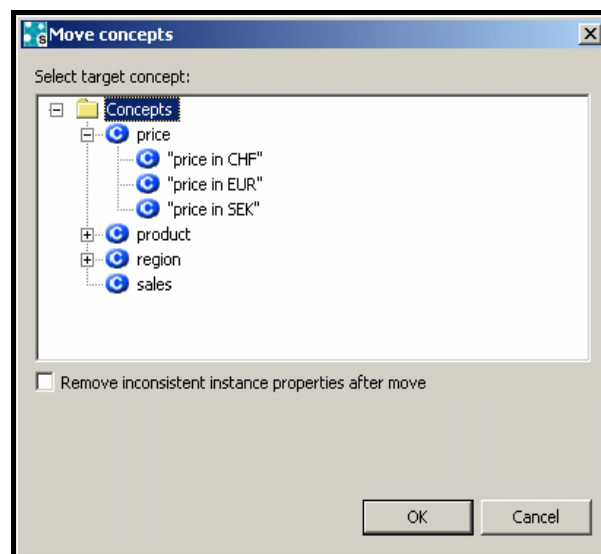 Move concepts
Select target concept:
Concepts
price
"price in CHF"
"price in EUR"
"price in SEK"
product
region
sales
Remove inconsistent instance properties after move
OK Cancel